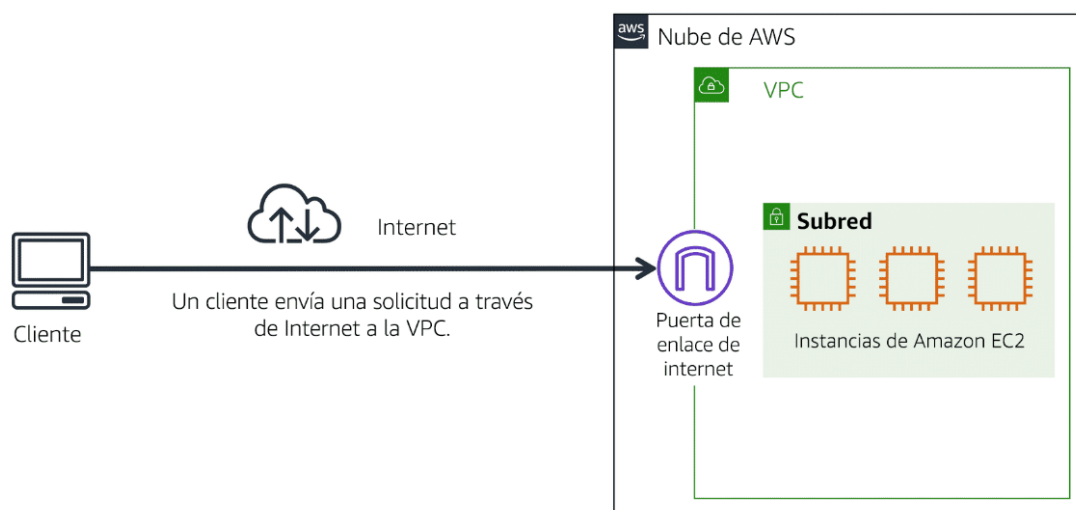 aws
Nube de AWS
VPC
Internet
Subred
Un cliente envía una solicitud a través
de Internet a la VPC.
Cliente
Puerta de
enlace de
internet
Instancias de Amazon EC2